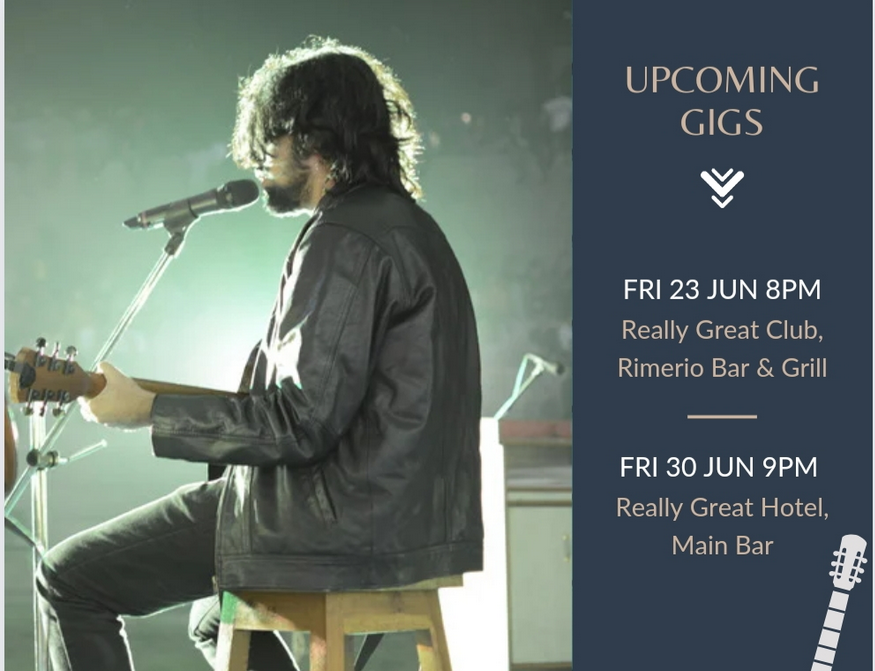 UPCOMING
GIGS
FRI 23 JUN 8PM
Really Great Club,
Rimerio Bar & Grill
FRI 30 JUN 9PM
Really Great Hotel,
Main Bar